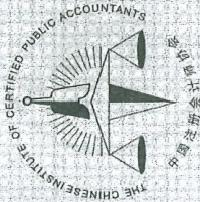 THE CHINESE INSTITUTE OF CERTIFIED PUBLIC ACCOUNTANTS
中国注册会计师协会